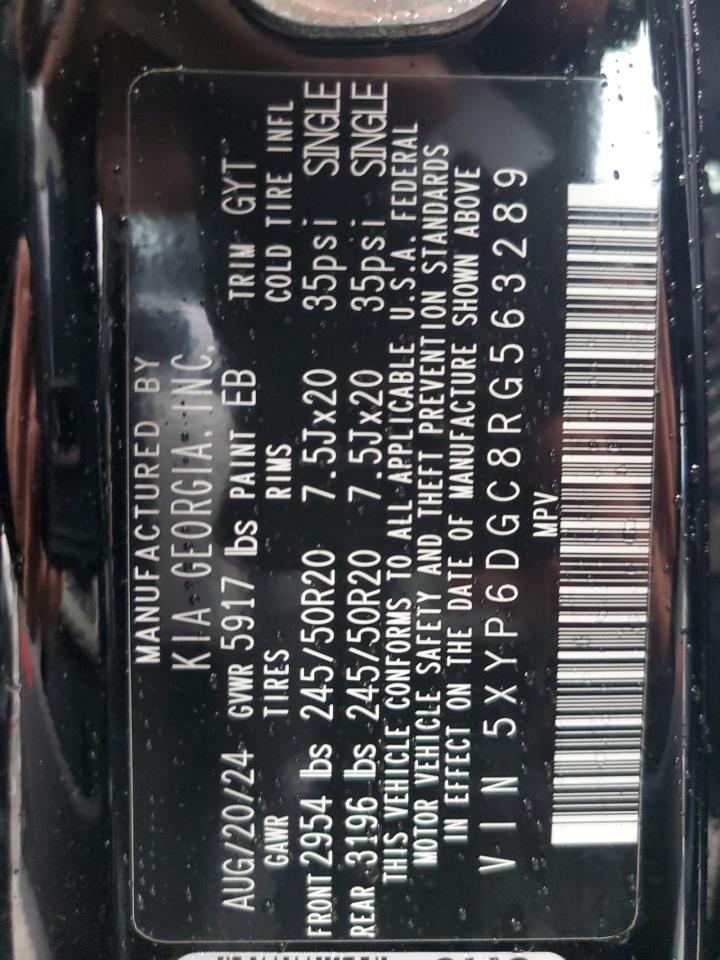 MANUFACTURED BY
KIA GEORGIA, INC.
AUG/20/24 GVWR 5917 lbs PAINT EB TRIM GYT
GAWR TIRES RIMS COLD TIRE INFL
FRONT 2954 lbs 245/50R20 7.5Jx20 35psi SINGLE
REAR 3196 lbs 245/50R20 7.5Jx20 35psi SINGLE
THIS VEHICLE CONFORMS TO ALL APPLICABLE U.S.A. FEDERAL
MOTOR VEHICLE SAFETY AND THEFT PREVENTION STANDARDS
IN EFFECT ON THE DATE OF MANUFACTURE SHOWN ABOVE
VIN 5XYP6DGC8RG563289
MPV